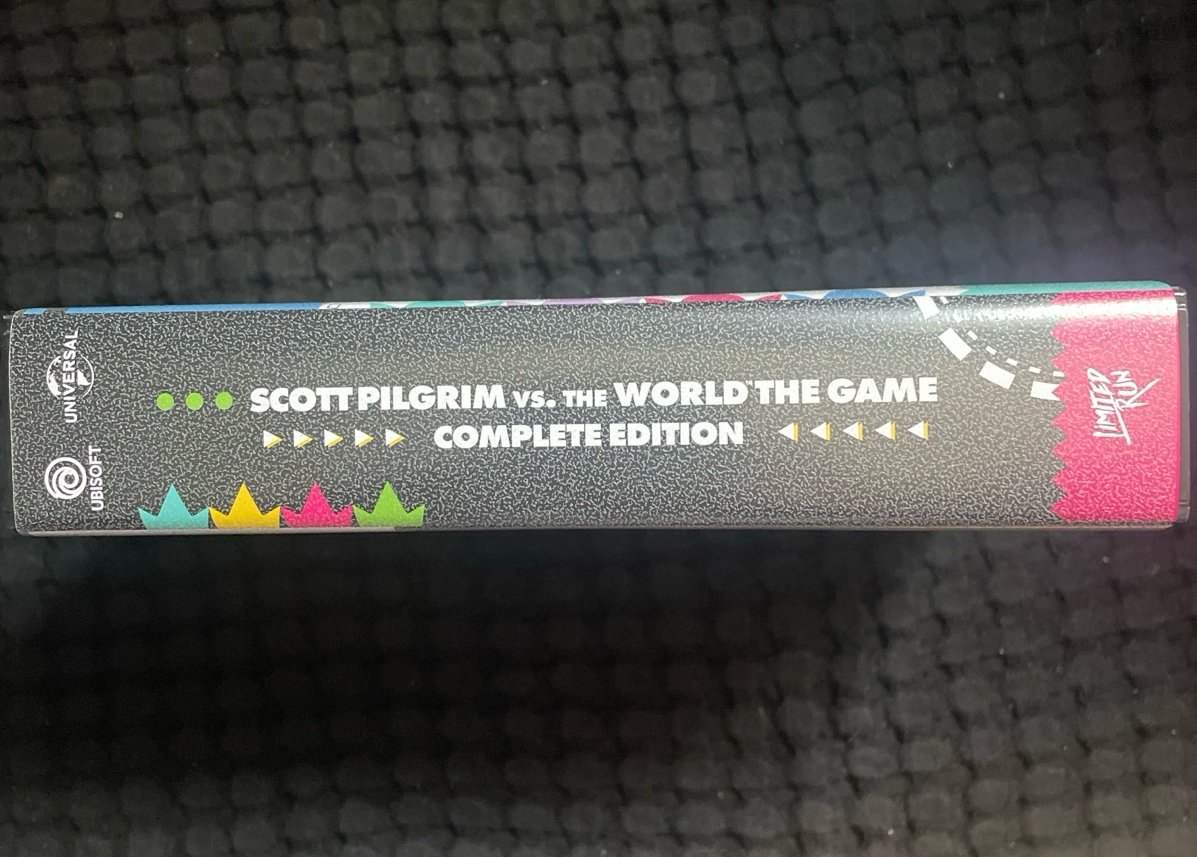 UNIVERSAL
UBISOFT
SCOTT PILGRIM VS. THE WORLD THE GAME
COMPLETE EDITION
LIMITED RUN